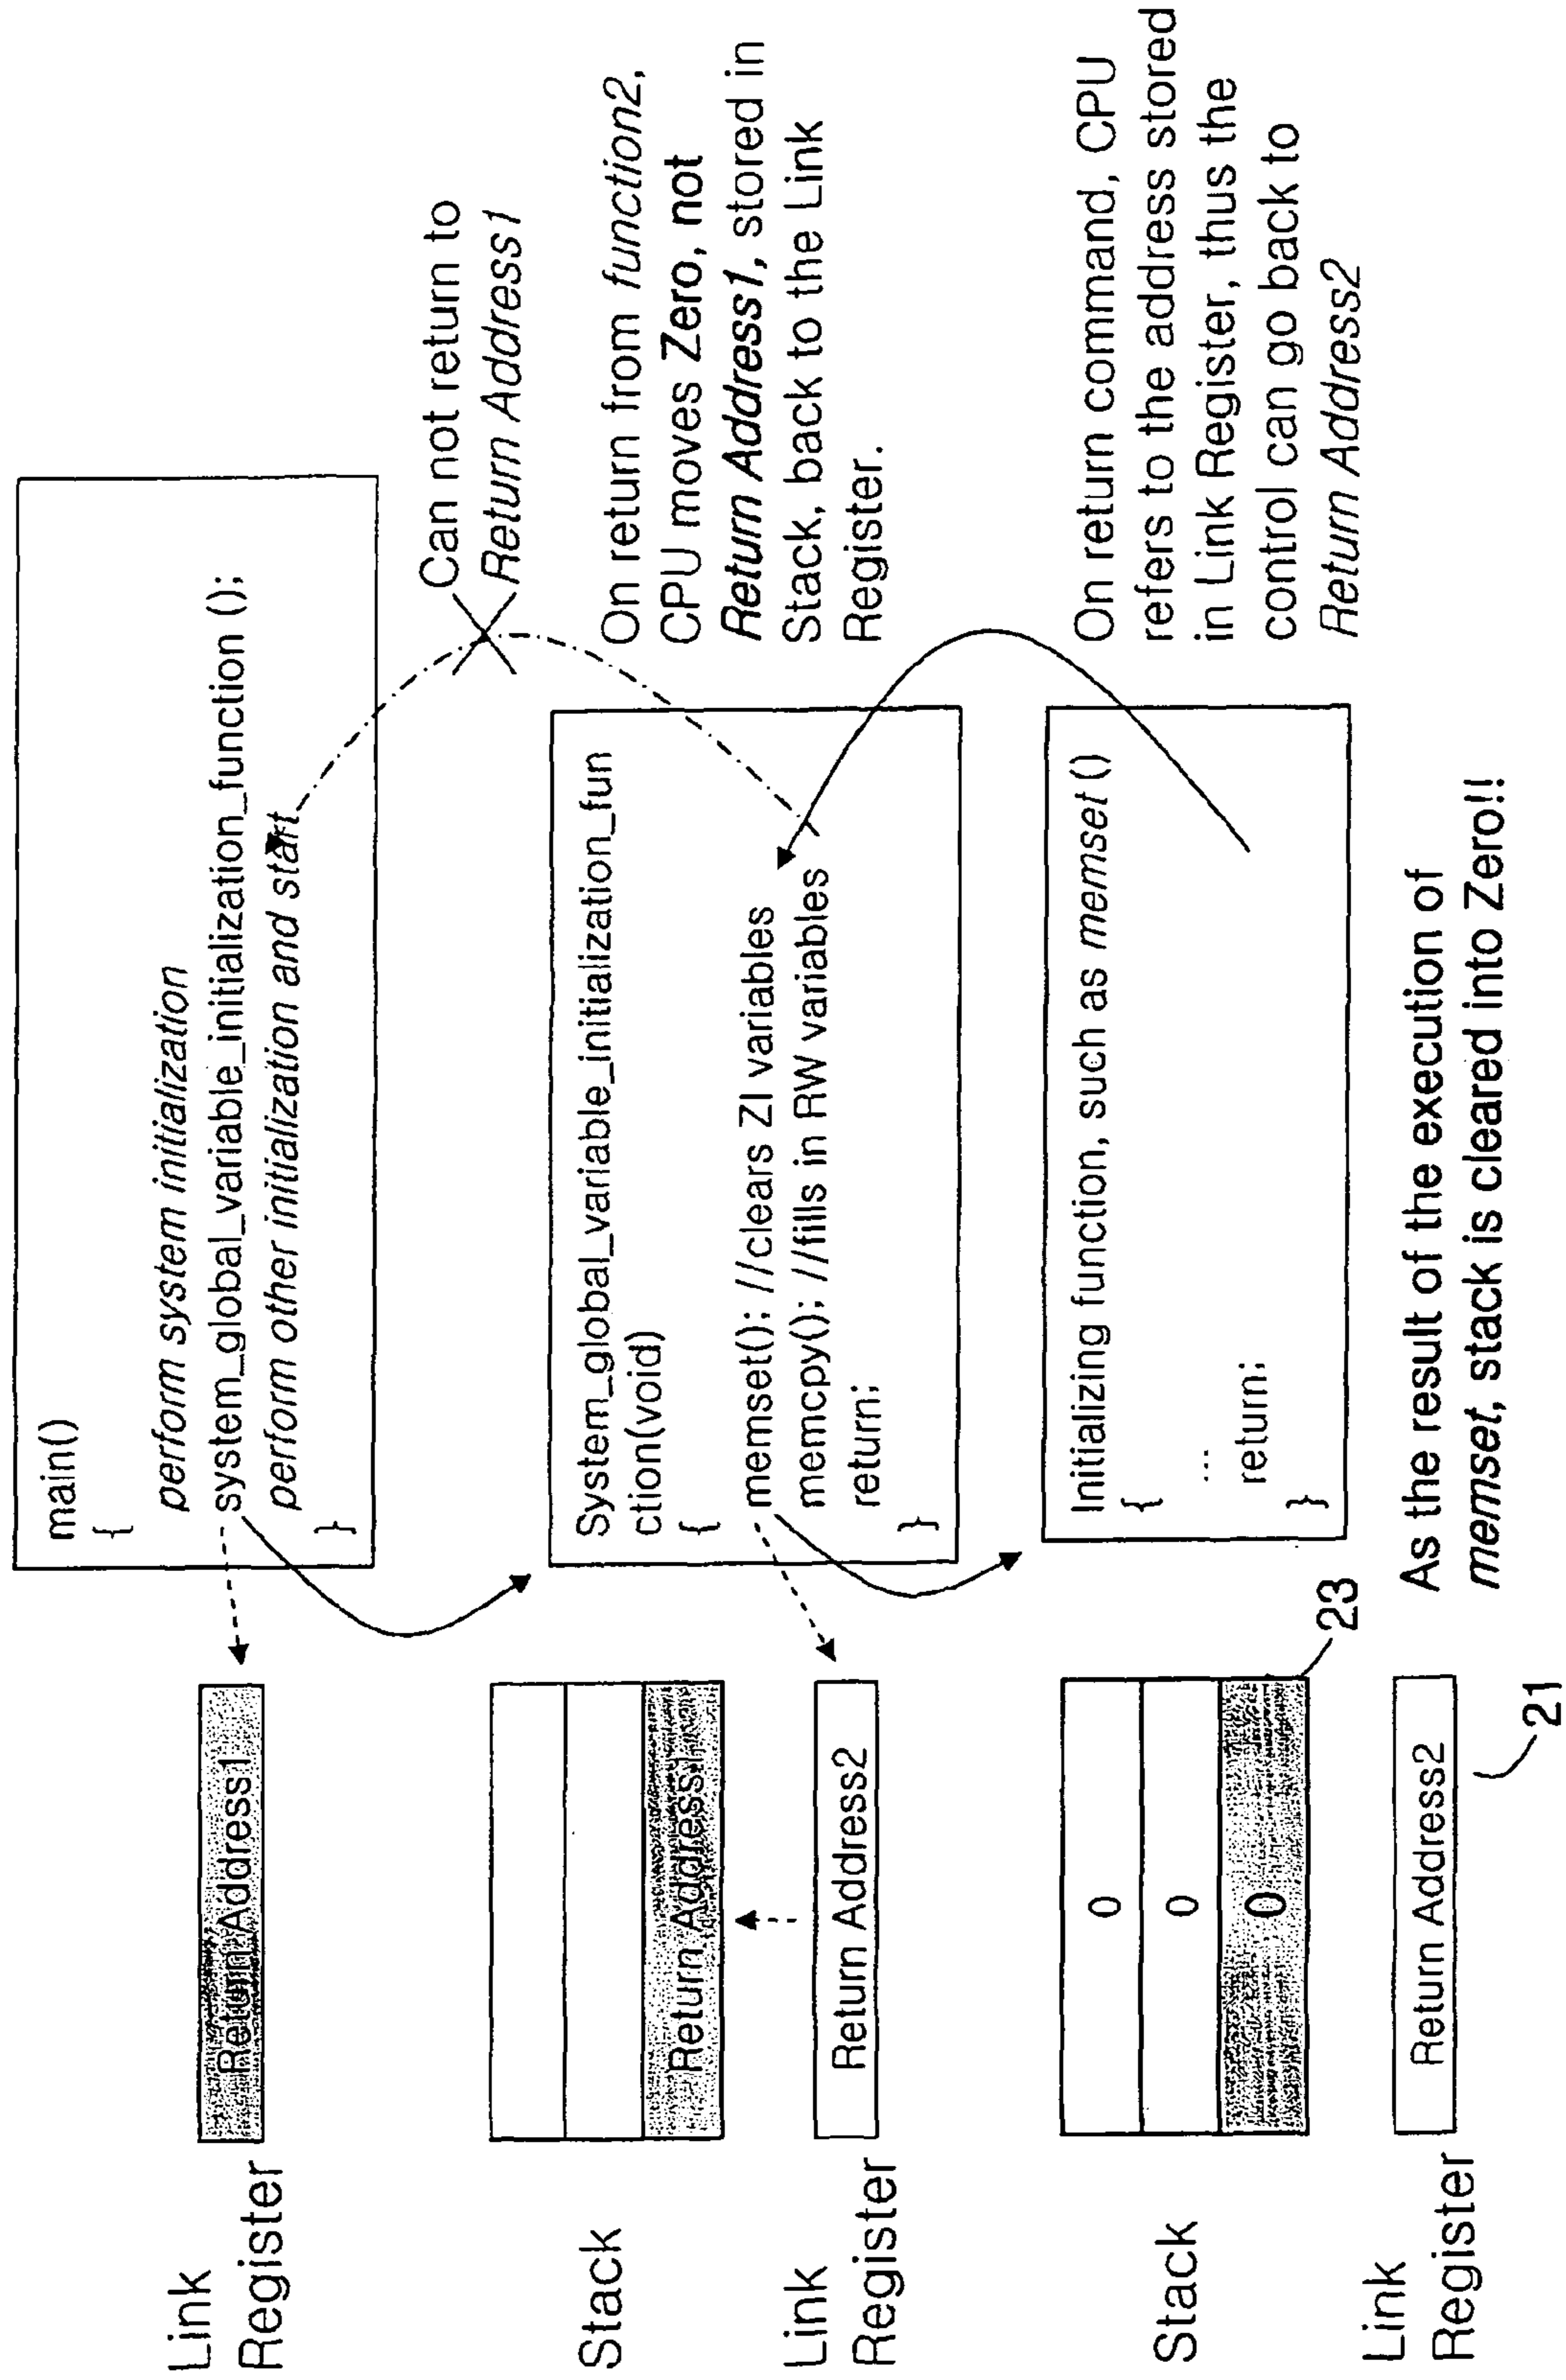 Link
Register
Return Address1
main()
{
perform system initialization
system_global_variable_initialization_function ();
perform other initialization and start
}
Can not return to
Return Address1
Stack
Return Address1
Link
Register
Return Address2
System_global_variable_initialization_fun
ction(void)
{
memset(); //clears ZI variables
memcpy(); //fills in RW variables
return;
}
On return from function2,
CPU moves Zero, not
Return Address1, stored in
Stack, back to the Link
Register.
Stack
0
0
0
23
Link
Register
Return Address2
21
Initializing function, such as memset ()
{
...
return;
}
On return command, CPU
refers to the address stored
in Link Register, thus the
control can go back to
Return Address2
As the result of the execution of
memset, stack is cleared into Zero!!